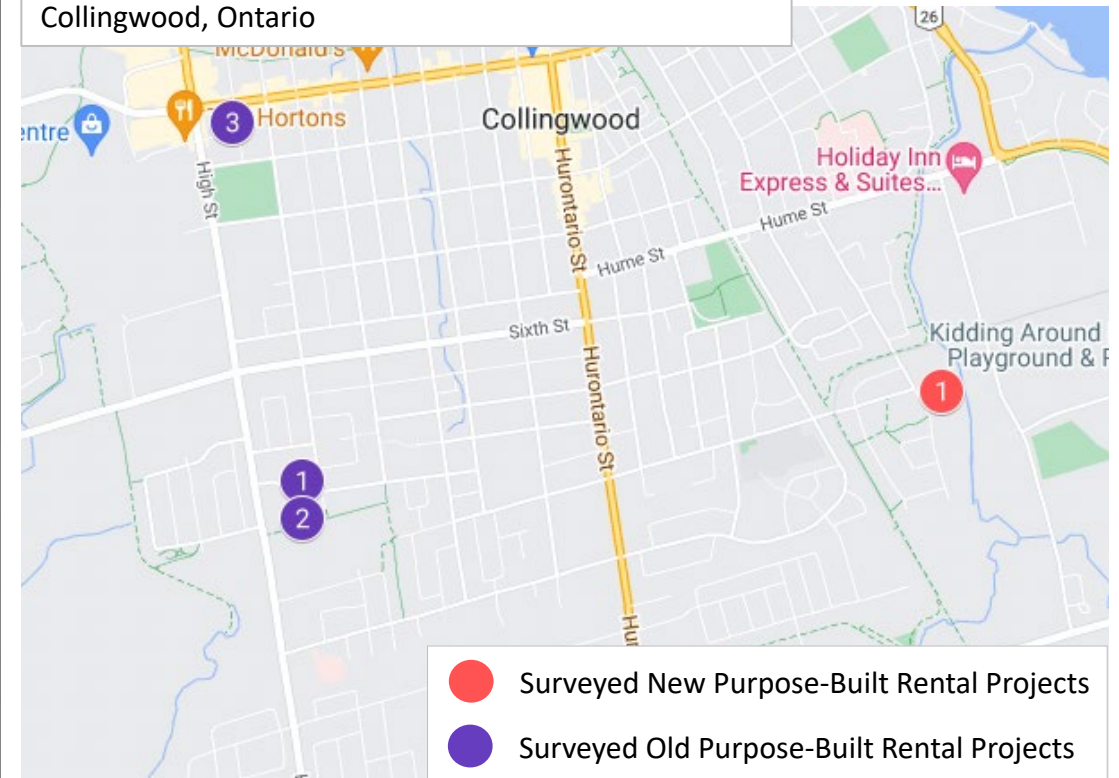 Collingwood, Ontario
26
McDonald's
3
Hortons
entre
Collingwood
High St
Hurontario St
Holiday Inn
Express & Suites...
Hume St
Hume St
Sixth St
Hurontario St
Kidding Around
Playground &
1
1
2
Surveyed New Purpose-Built Rental Projects
Surveyed Old Purpose-Built Rental Projects